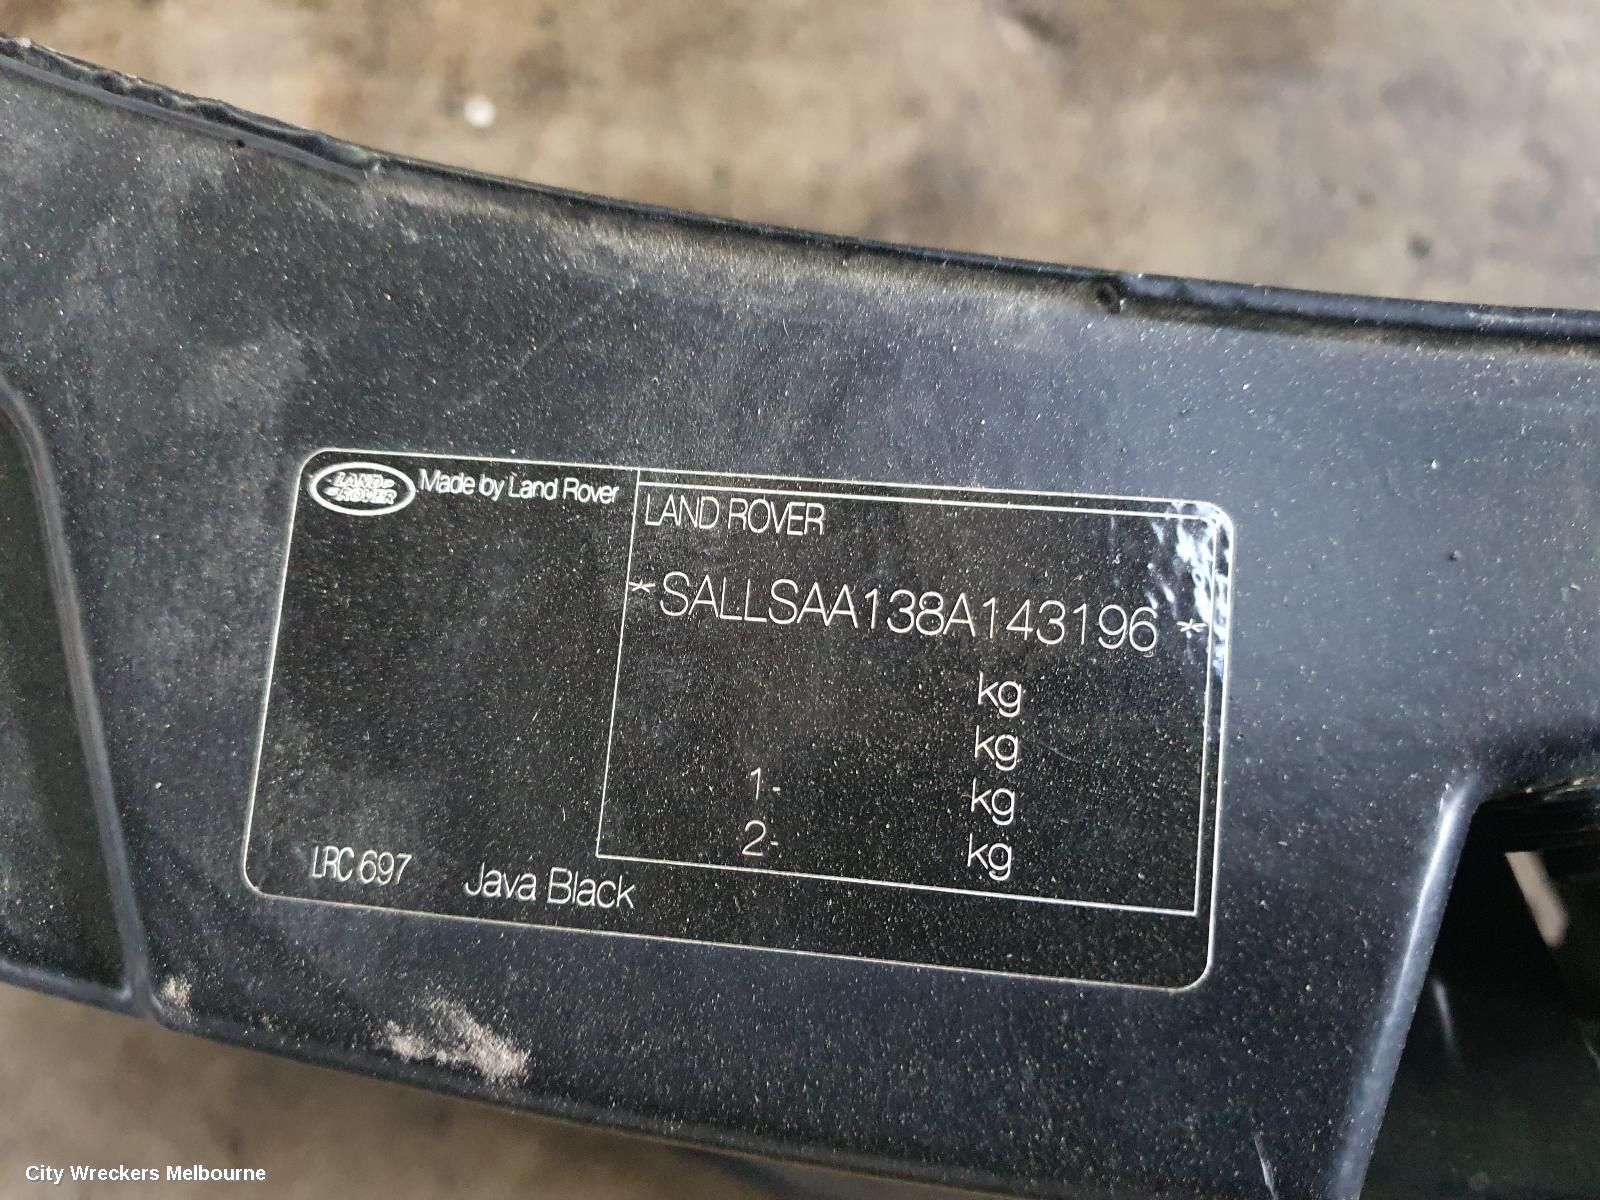 LAND
ROVER
Made by Land Rover
LAND ROVER
*SALLSAA138A143196 *
kg
kg
1- kg
2- kg
LRC 697 Java Black
City Wreckers Melbourne